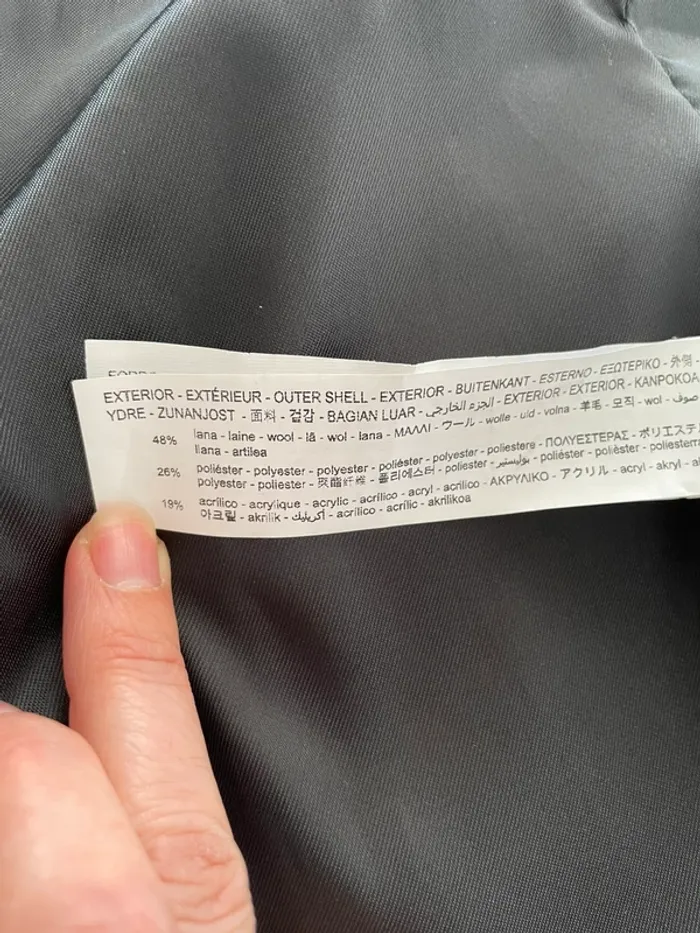 EXTERIOR - EXTÉRIEUR - OUTER SHELL - EXTERIOR - BUITENKANT - ESTERNO - ΕΞΩΤΕΡΙΚΟ - 外側 -
YDRE - ZUNANJOST - 面料 - 겉감 - BAGIAN LUAR - الجزء الخارجي - EXTERIOR - EXTERIOR - KANPOKOA
48% lana - laine - wool - lã - wol - lana - ΜΑΛΛΙ - ウール - wolle - uld - volna - 羊毛 - 모직 - wol - صوف -
llana - artilea
26% poliéster - polyester - polyester - poliéster - polyester - poliestere - ΠΟΛΥΕΣΤΕΡΑΣ - ポリエステ
polyester - poliester - 聚酯纤维 - 폴리에스터 - poliester - بوليستير - poliéster - polièster - poliesterra
19% acrílico - acrylique - acrylic - acrílico - acryl - acrilico - ΑΚΡΥΛΙΚΟ - アクリル - acryl - akryl -
아크릴 - akrilik - أكريليك - acrílico - acrílic - akrilikoa